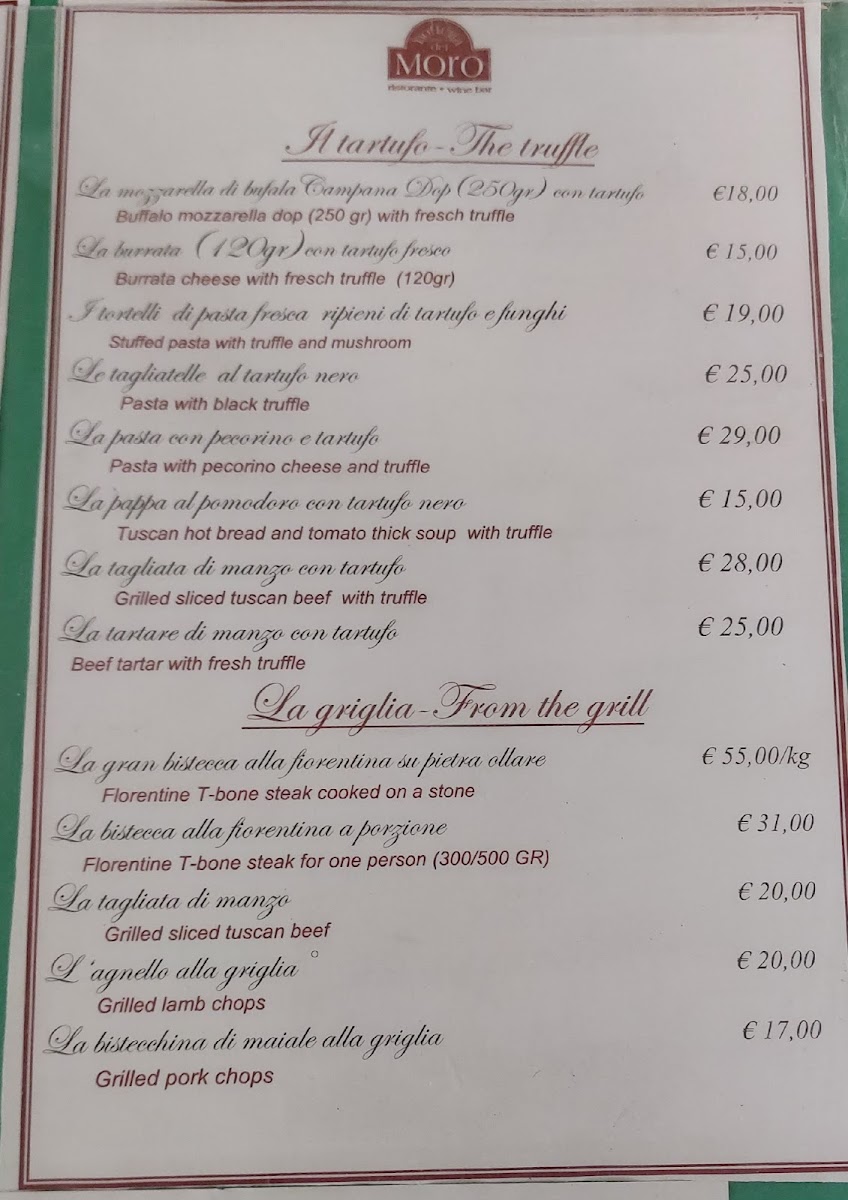 del
MORO
ristorante • wine bar
Il tartufo - The truffle
La mozzarella di bufala Campana Dop (250gr) con tartufo €18,00
Buffalo mozzarella dop (250 gr) with fresch truffle
La burrata (120gr) con tartufo fresco € 15,00
Burrata cheese with fresch truffle (120gr)
I tortelli di pasta fresca ripieni di tartufo e funghi € 19,00
Stuffed pasta with truffle and mushroom
Le tagliatelle al tartufo nero € 25,00
Pasta with black truffle
La pasta con pecorino e tartufo € 29,00
Pasta with pecorino cheese and truffle
La pappa al pomodoro con tartufo nero € 15,00
Tuscan hot bread and tomato thick soup with truffle
La tagliata di manzo con tartufo € 28,00
Grilled sliced tuscan beef with truffle
La tartare di manzo con tartufo € 25,00
Beef tartar with fresh truffle
La griglia - From the grill
La gran bistecca alla fiorentina su pietra ollare € 55,00/kg
Florentine T-bone steak cooked on a stone
La bistecca alla fiorentina a porzione € 31,00
Florentine T-bone steak for one person (300/500 GR)
La tagliata di manzo € 20,00
Grilled sliced tuscan beef
L'agnello alla griglia ° € 20,00
Grilled lamb chops
La bistecchina di maiale alla griglia € 17,00
Grilled pork chops